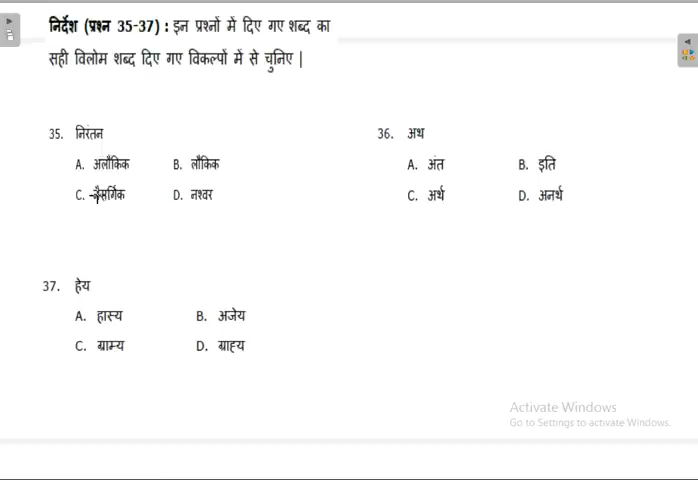 निर्देश (प्रश्न 35-37) : इन प्रश्नों में दिए गए शब्द का
सही विलोम शब्द दिए गए विकल्पों में से चुनिए |
35. निरंतन
A. अलौकिक B. लौकिक
C. नैसर्गिक D. नश्वर
36. अथ
A. अंत B. इति
C. अर्थ D. अनर्थ
37. हेय
A. हास्य B. अजेय
C. ग्राम्य D. ग्राह्य
Activate Windows
Go to Settings to activate Windows.